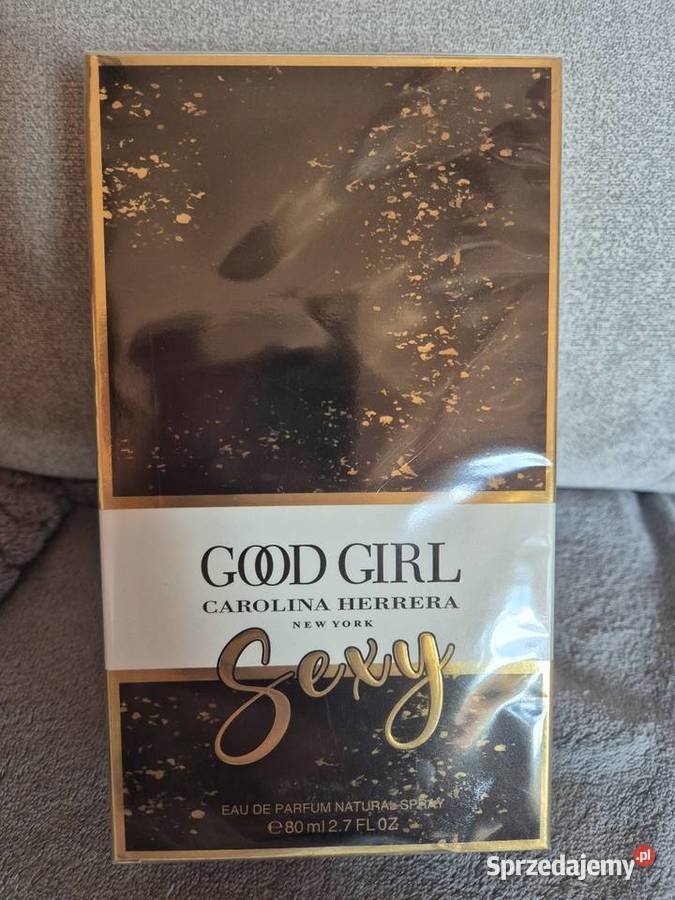 GOOD GIRL
CAROLINA HERRERA
NEW YORK
Sexy
EAU DE PARFUM NATURAL SPRAY
℮ 80 ml 2.7 FL OZ
Sprzedajemy.pl